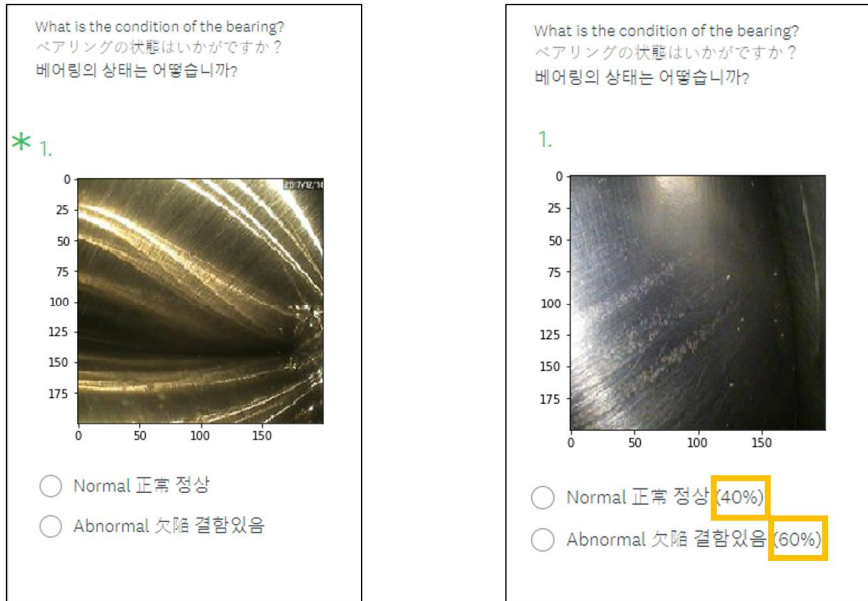 What is the condition of the bearing?
ベアリングの状態はいかがですか？
베어링의 상태는 어떻습니까?
* 1.
0
25
50
75
100
125
150
175
0
50
100
150
Normal 正常 정상
Abnormal 欠陥 결함있음
What is the condition of the bearing?
ベアリングの状態はいかがですか？
베어링의 상태는 어떻습니까?
1.
0
25
50
75
100
125
150
175
0
50
100
150
Normal 正常 정상 (40%)
Abnormal 欠陥 결함있음 (60%)